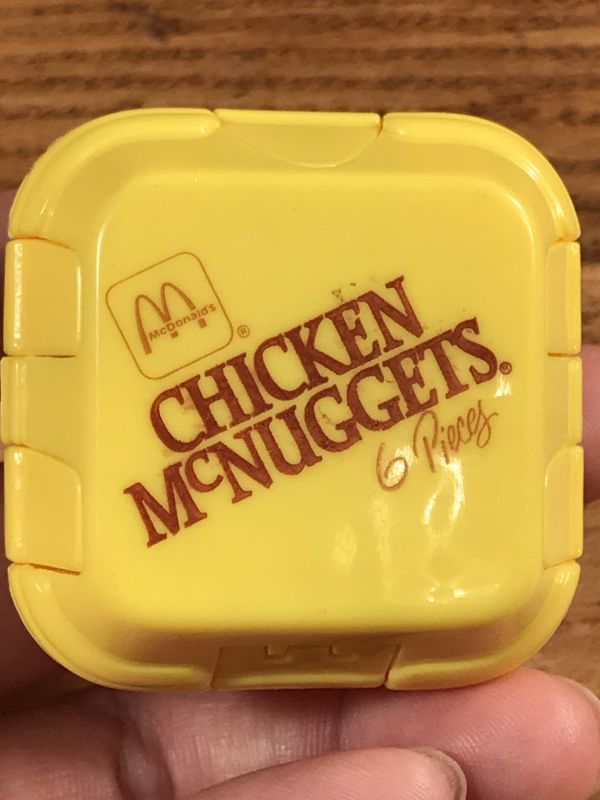 McDonald's ®
CHICKEN
McNUGGETS®
6 Pieces